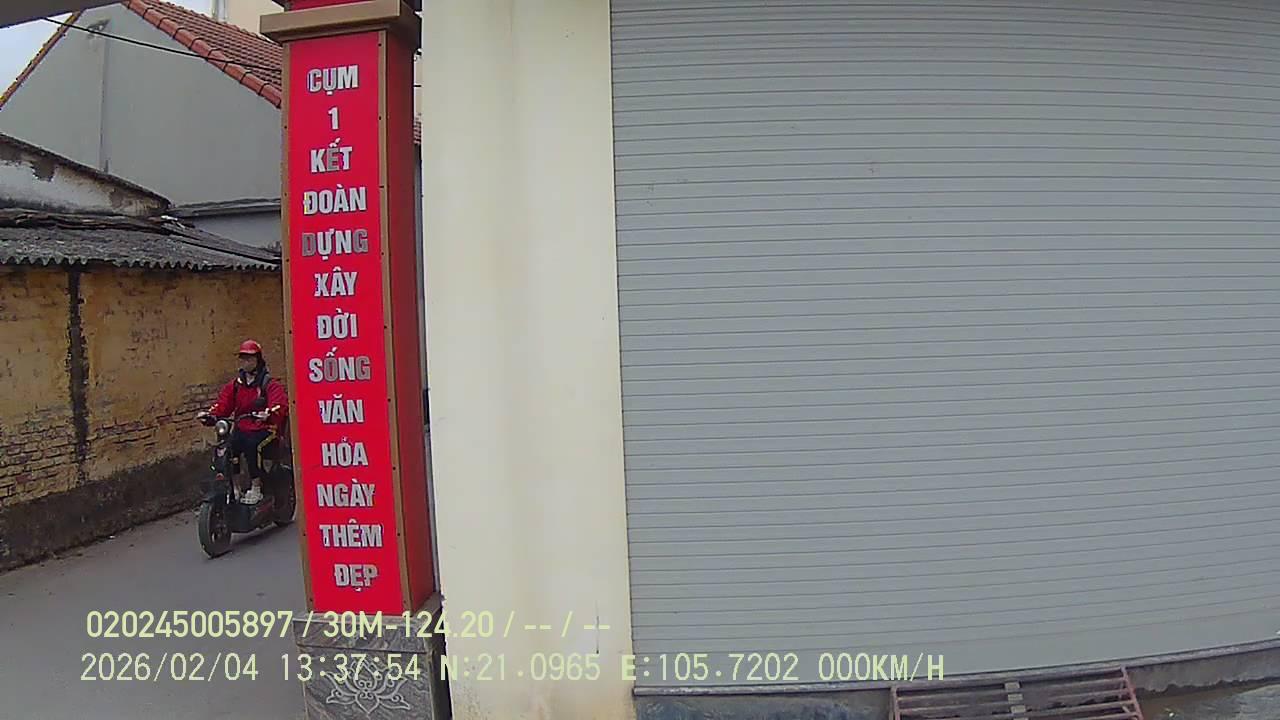 CỤM
1
KẾT
ĐOÀN
DỰNG
XÂY
ĐỜI
SỐNG
VĂN
HÓA
NGÀY
THÊM
ĐẸP
020245005897 / 30M-124.20 / -- / --
2026/02/04 13:37:54 N:21.0965 E:105.7202 000KM/H